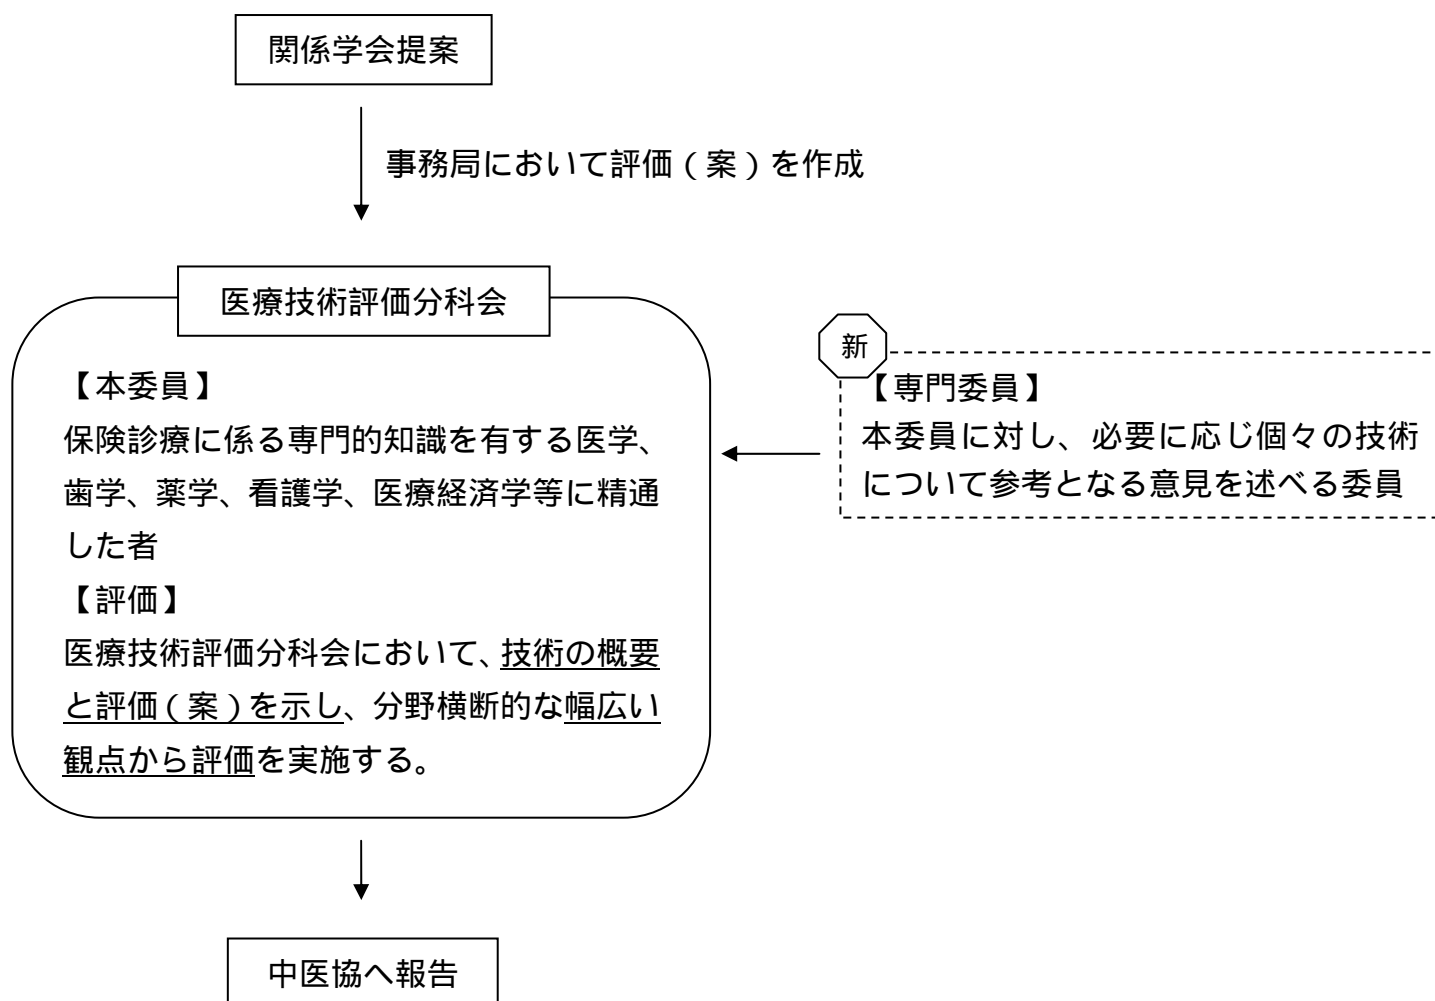 関係学会提案
事務局において評価（案）を作成
医療技術評価分科会
【本委員】
保険診療に係る専門的知識を有する医学、
歯学、薬学、看護学、医療経済学等に精通
した者
【評価】
医療技術評価分科会において、技術の概要
と評価（案）を示し、分野横断的な幅広い
観点から評価を実施する。
新
【専門委員】
本委員に対し、必要に応じ個々の技術
について参考となる意見を述べる委員
中医協へ報告